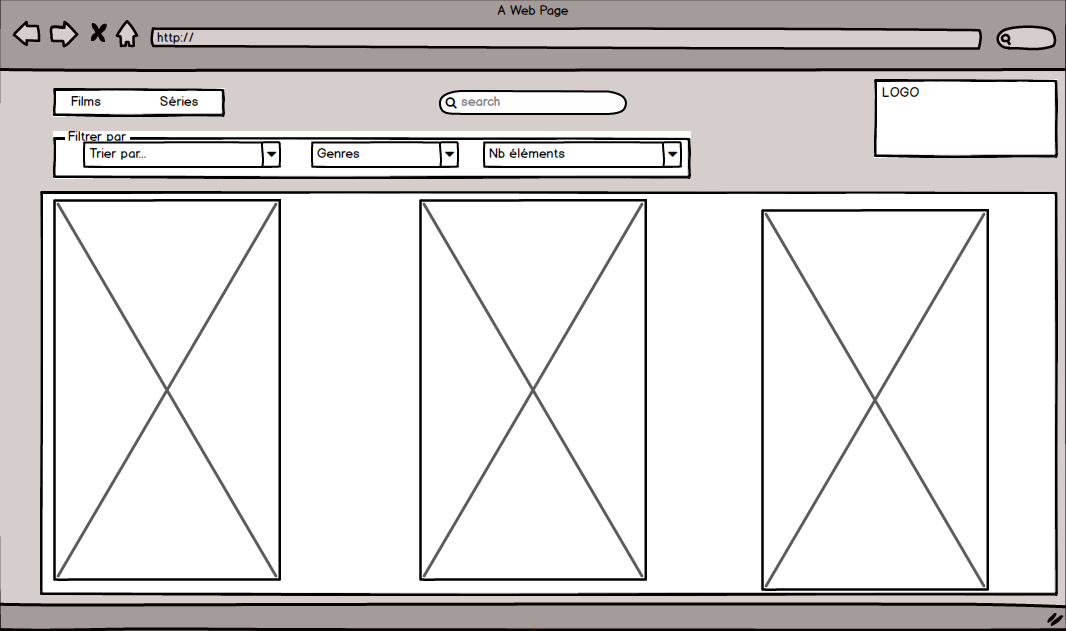 A Web Page
http://
Films Séries
search
LOGO
Filtrer par
Trier par... Genres Nb éléments